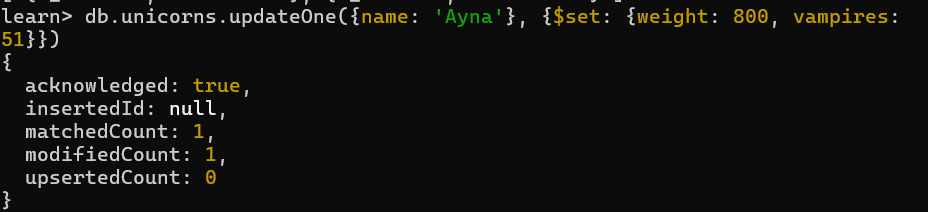 learn> db.unicorns.updateOne({name: 'Ayna'}, {$set: {weight: 800, vampires:
51}})
{
  acknowledged: true,
  insertedId: null,
  matchedCount: 1,
  modifiedCount: 1,
  upsertedCount: 0
}